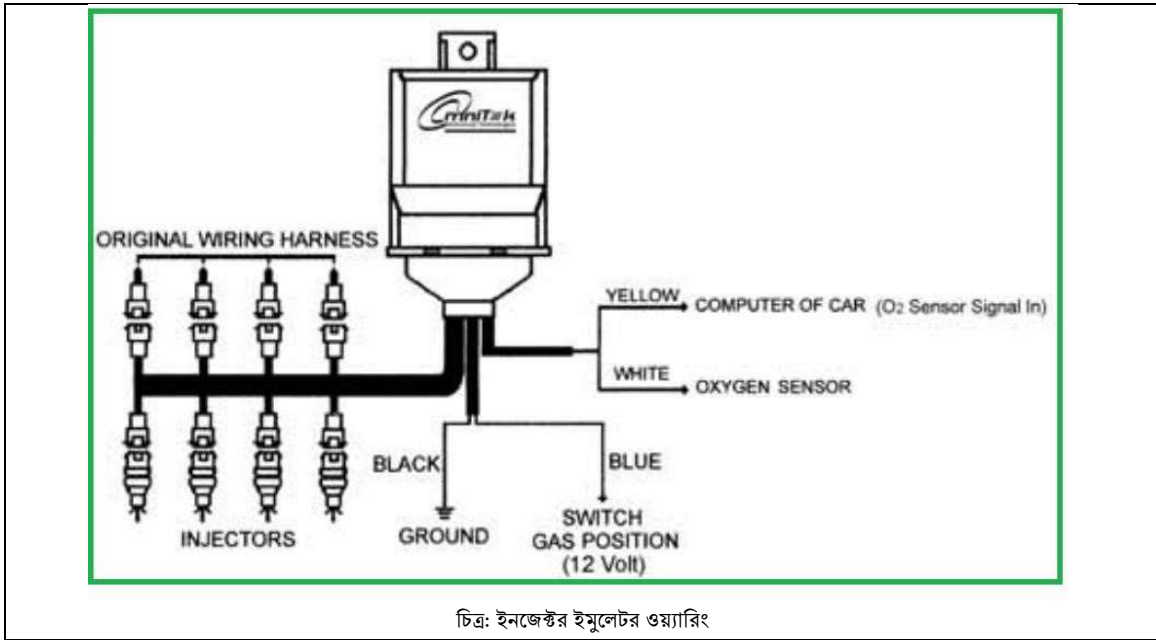 OmniTek
ORIGINAL WIRING HARNESS
YELLOW
COMPUTER OF CAR (O2 Sensor Signal In)
WHITE
OXYGEN SENSOR
BLACK
BLUE
INJECTORS
GROUND
SWITCH
GAS POSITION
(12 Volt)
চিত্র: ইনজেক্টর ইমুলেটর ওয়্যারিং